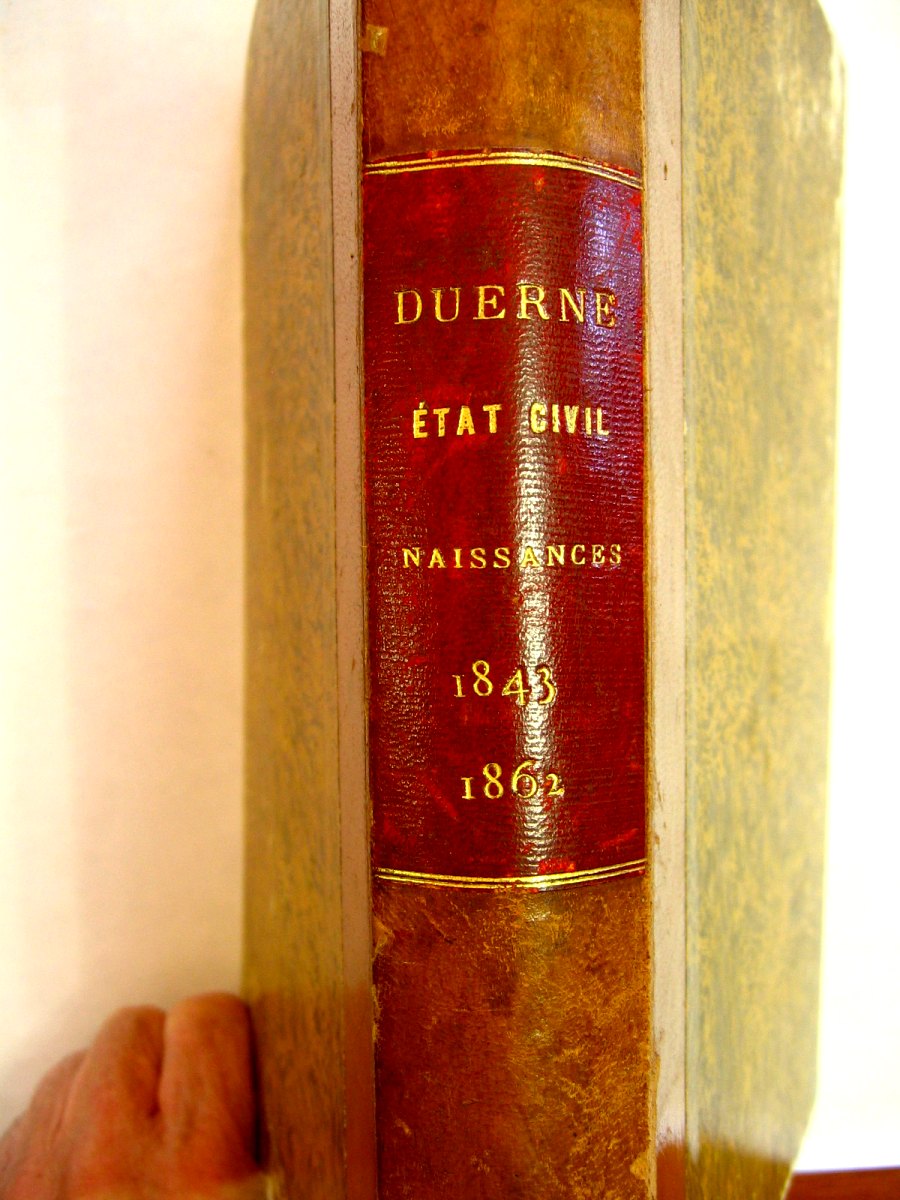 DUERNE
ÉTAT CIVIL
NAISSANCES
1843
1862